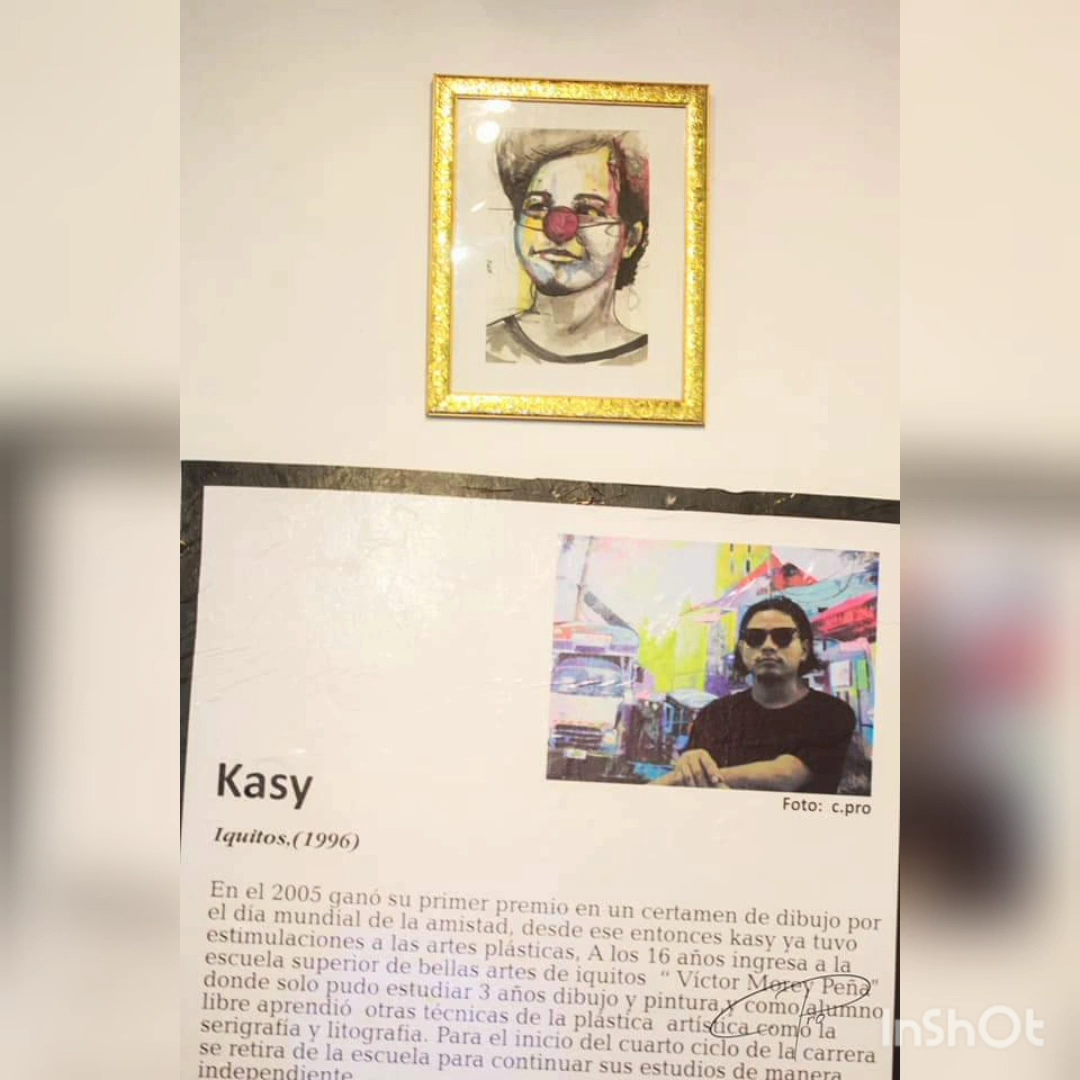 Kasy
Foto: c.pro
Iquitos,(1996)
En el 2005 ganó su primer premio en un certamen de dibujo por
el día mundial de la amistad, desde ese entonces kasy ya tuvo
estimulaciones a las artes plásticas, A los 16 años ingresa a la
escuela superior de bellas artes de iquitos “ Víctor Morey Peña"
donde solo pudo estudiar 3 años dibujo y pintura y como alumno
libre aprendió otras técnicas de la plástica artística como la
serigrafía y litografía. Para el inicio del cuarto ciclo de la carrera
se retira de la escuela para continuar sus estudios de manera
independiente
InShOt